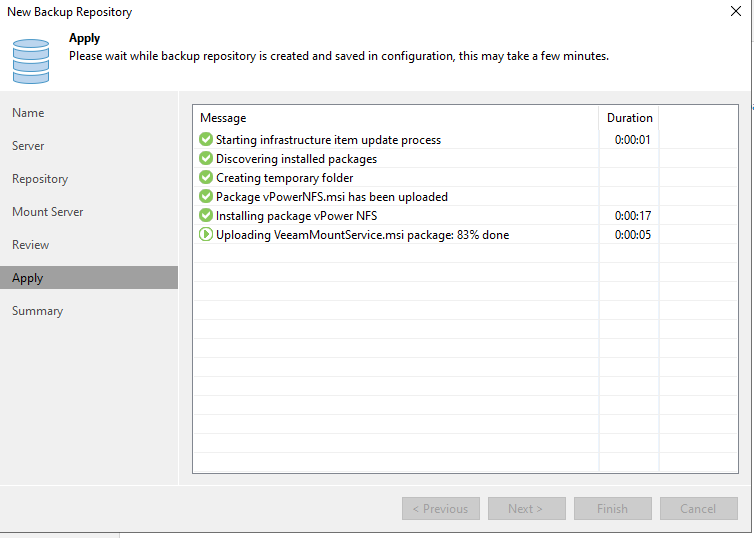 New Backup Repository
Apply
Please wait while backup repository is created and saved in configuration, this may take a few minutes.
Name
Server
Repository
Mount Server
Review
Apply
Summary
Message Duration
Starting infrastructure item update process 0:00:01
Discovering installed packages
Creating temporary folder
Package vPowerNFS.msi has been uploaded
Installing package vPower NFS 0:00:17
Uploading VeeamMountService.msi package: 83% done 0:00:05
< Previous Next > Finish Cancel